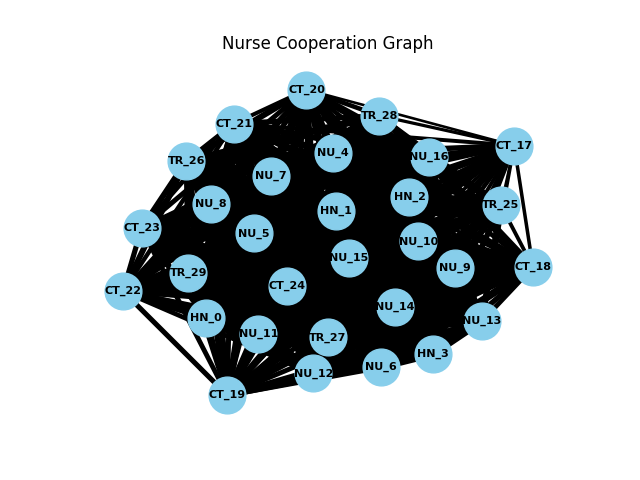 Nurse Cooperation Graph
CT_20
TR_28
CT_21
CT_17
NU_4
NU_16
TR_26
NU_7
HN_2
NU_8
TR_25
HN_1
CT_23
NU_5
NU_10
NU_15
CT_18
NU_9
TR_29
CT_24
CT_22
NU_14
HN_0
NU_13
NU_11
TR_27
HN_3
NU_6
NU_12
CT_19